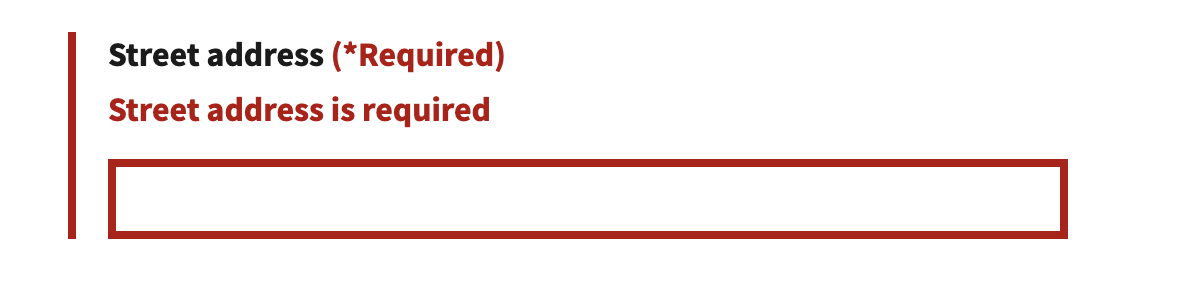 Street address (*Required)
Street address is required